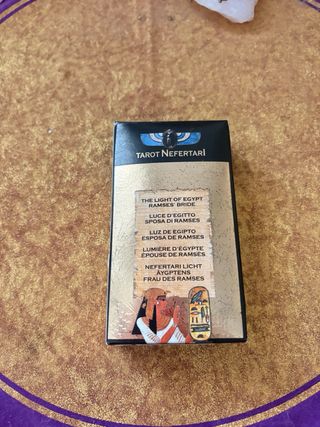 TAROT NEFERTARI
THE LIGHT OF EGYPT
RAMSES' BRIDE
LUCE D'EGITTO
SPOSA DI RAMSES
LUZ DE EGIPTO
ESPOSA DE RAMSES
LUMIÈRE D'ÉGYPTE
ÉPOUSE DE RAMSÈS
NEFERTARI LICHT
ÄYGPTENS
FRAU DES RAMSES